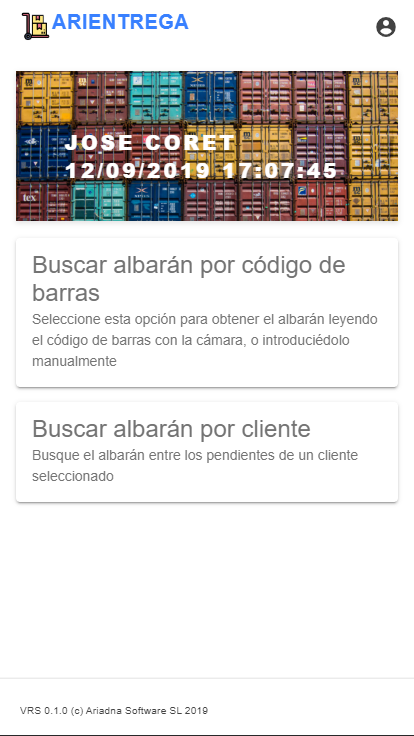 ARIENTREGA
JOSE CORET
12/09/2019 17:07:45
tex
Buscar albarán por código de
barras
Seleccione esta opción para obtener el albarán leyendo
el código de barras con la cámara, o introduciédolo
manualmente
Buscar albarán por cliente
Busque el albarán entre los pendientes de un cliente
seleccionado
VRS 0.1.0 (c) Ariadna Software SL 2019